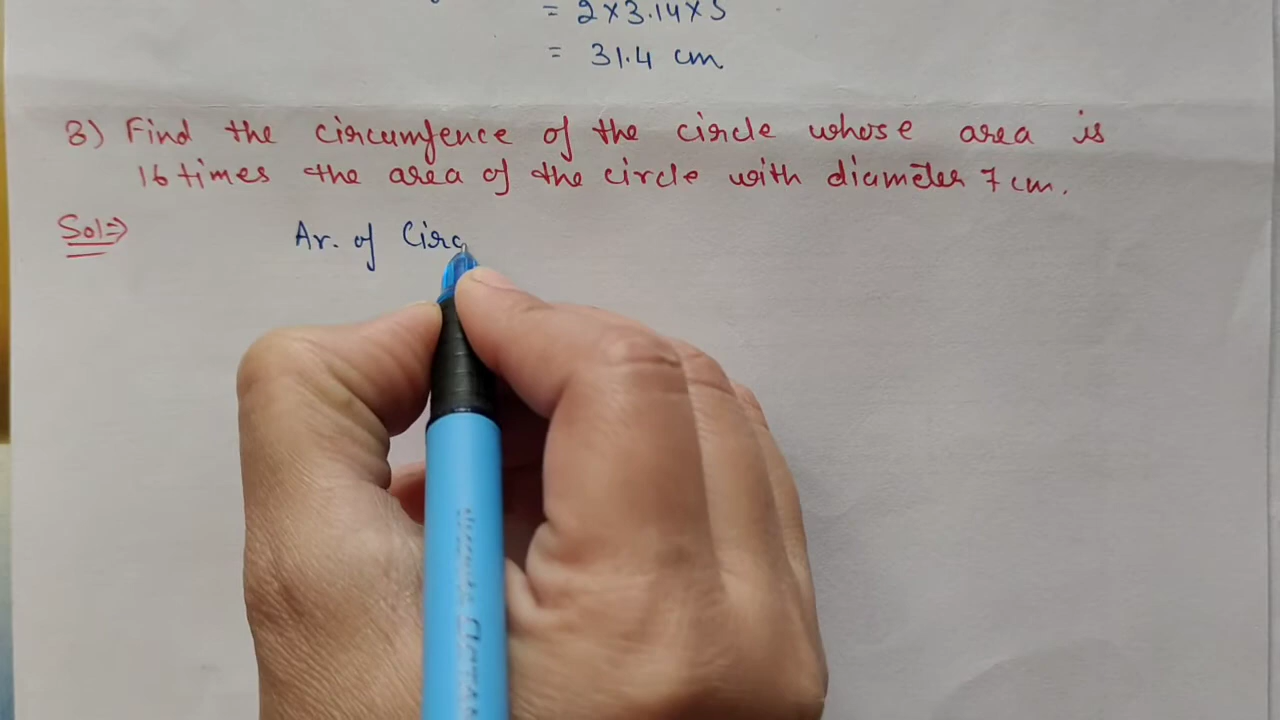 = 2×3.14×5
= 31.4 cm
3) Find the circumfence of the circle whose area is
16 times the area of the circle with diameter 7 cm.
Sol⇒ Ar. of Circ